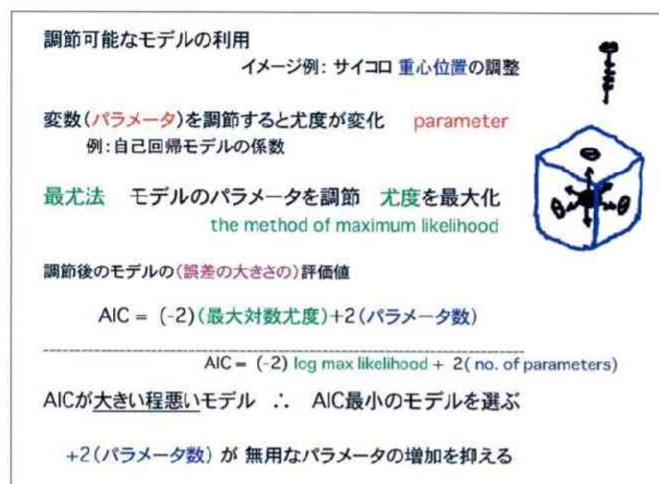 調節可能なモデルの利用
イメージ例: サイコロ 重心位置の調整
変数(パラメータ)を調節すると尤度が変化 parameter
例:自己回帰モデルの係数
最尤法 モデルのパラメータを調節 尤度を最大化
the method of maximum likelihood
調節後のモデルの(誤差の大きさの)評価値
AIC = (-2)(最大対数尤度)+2(パラメータ数)
AIC = (-2) log max likelihood + 2( no. of parameters)
AICが大きい程悪いモデル ∴ AIC最小のモデルを選ぶ
+2(パラメータ数) が 無用なパラメータの増加を抑える